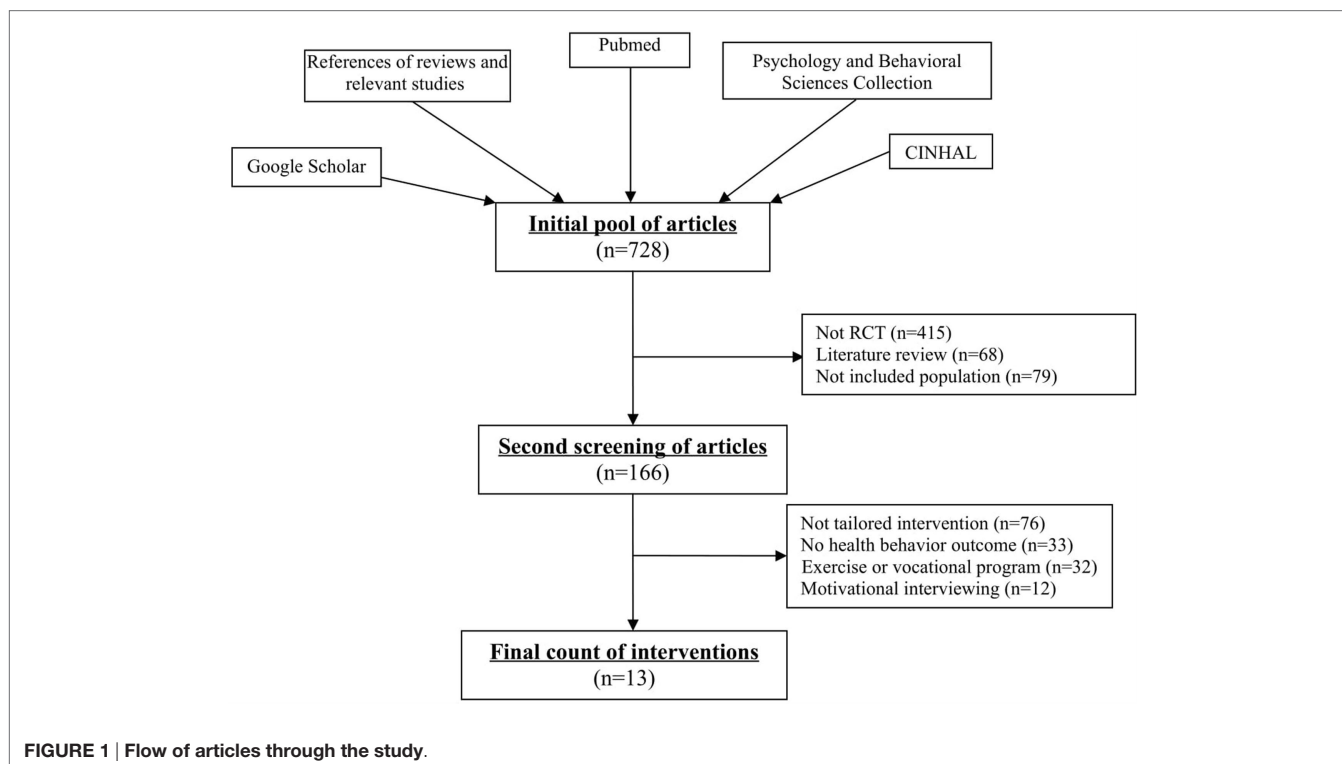 Pubmed
References of reviews and
relevant studies
Psychology and Behavioral
Sciences Collection
Google Scholar
CINHAL
Initial pool of articles
(n=728)
Not RCT (n=415)
Literature review (n=68)
Not included population (n=79)
Second screening of articles
(n=166)
Not tailored intervention (n=76)
No health behavior outcome (n=33)
Exercise or vocational program (n=32)
Motivational interviewing (n=12)
Final count of interventions
(n=13)
FIGURE 1 | Flow of articles through the study.